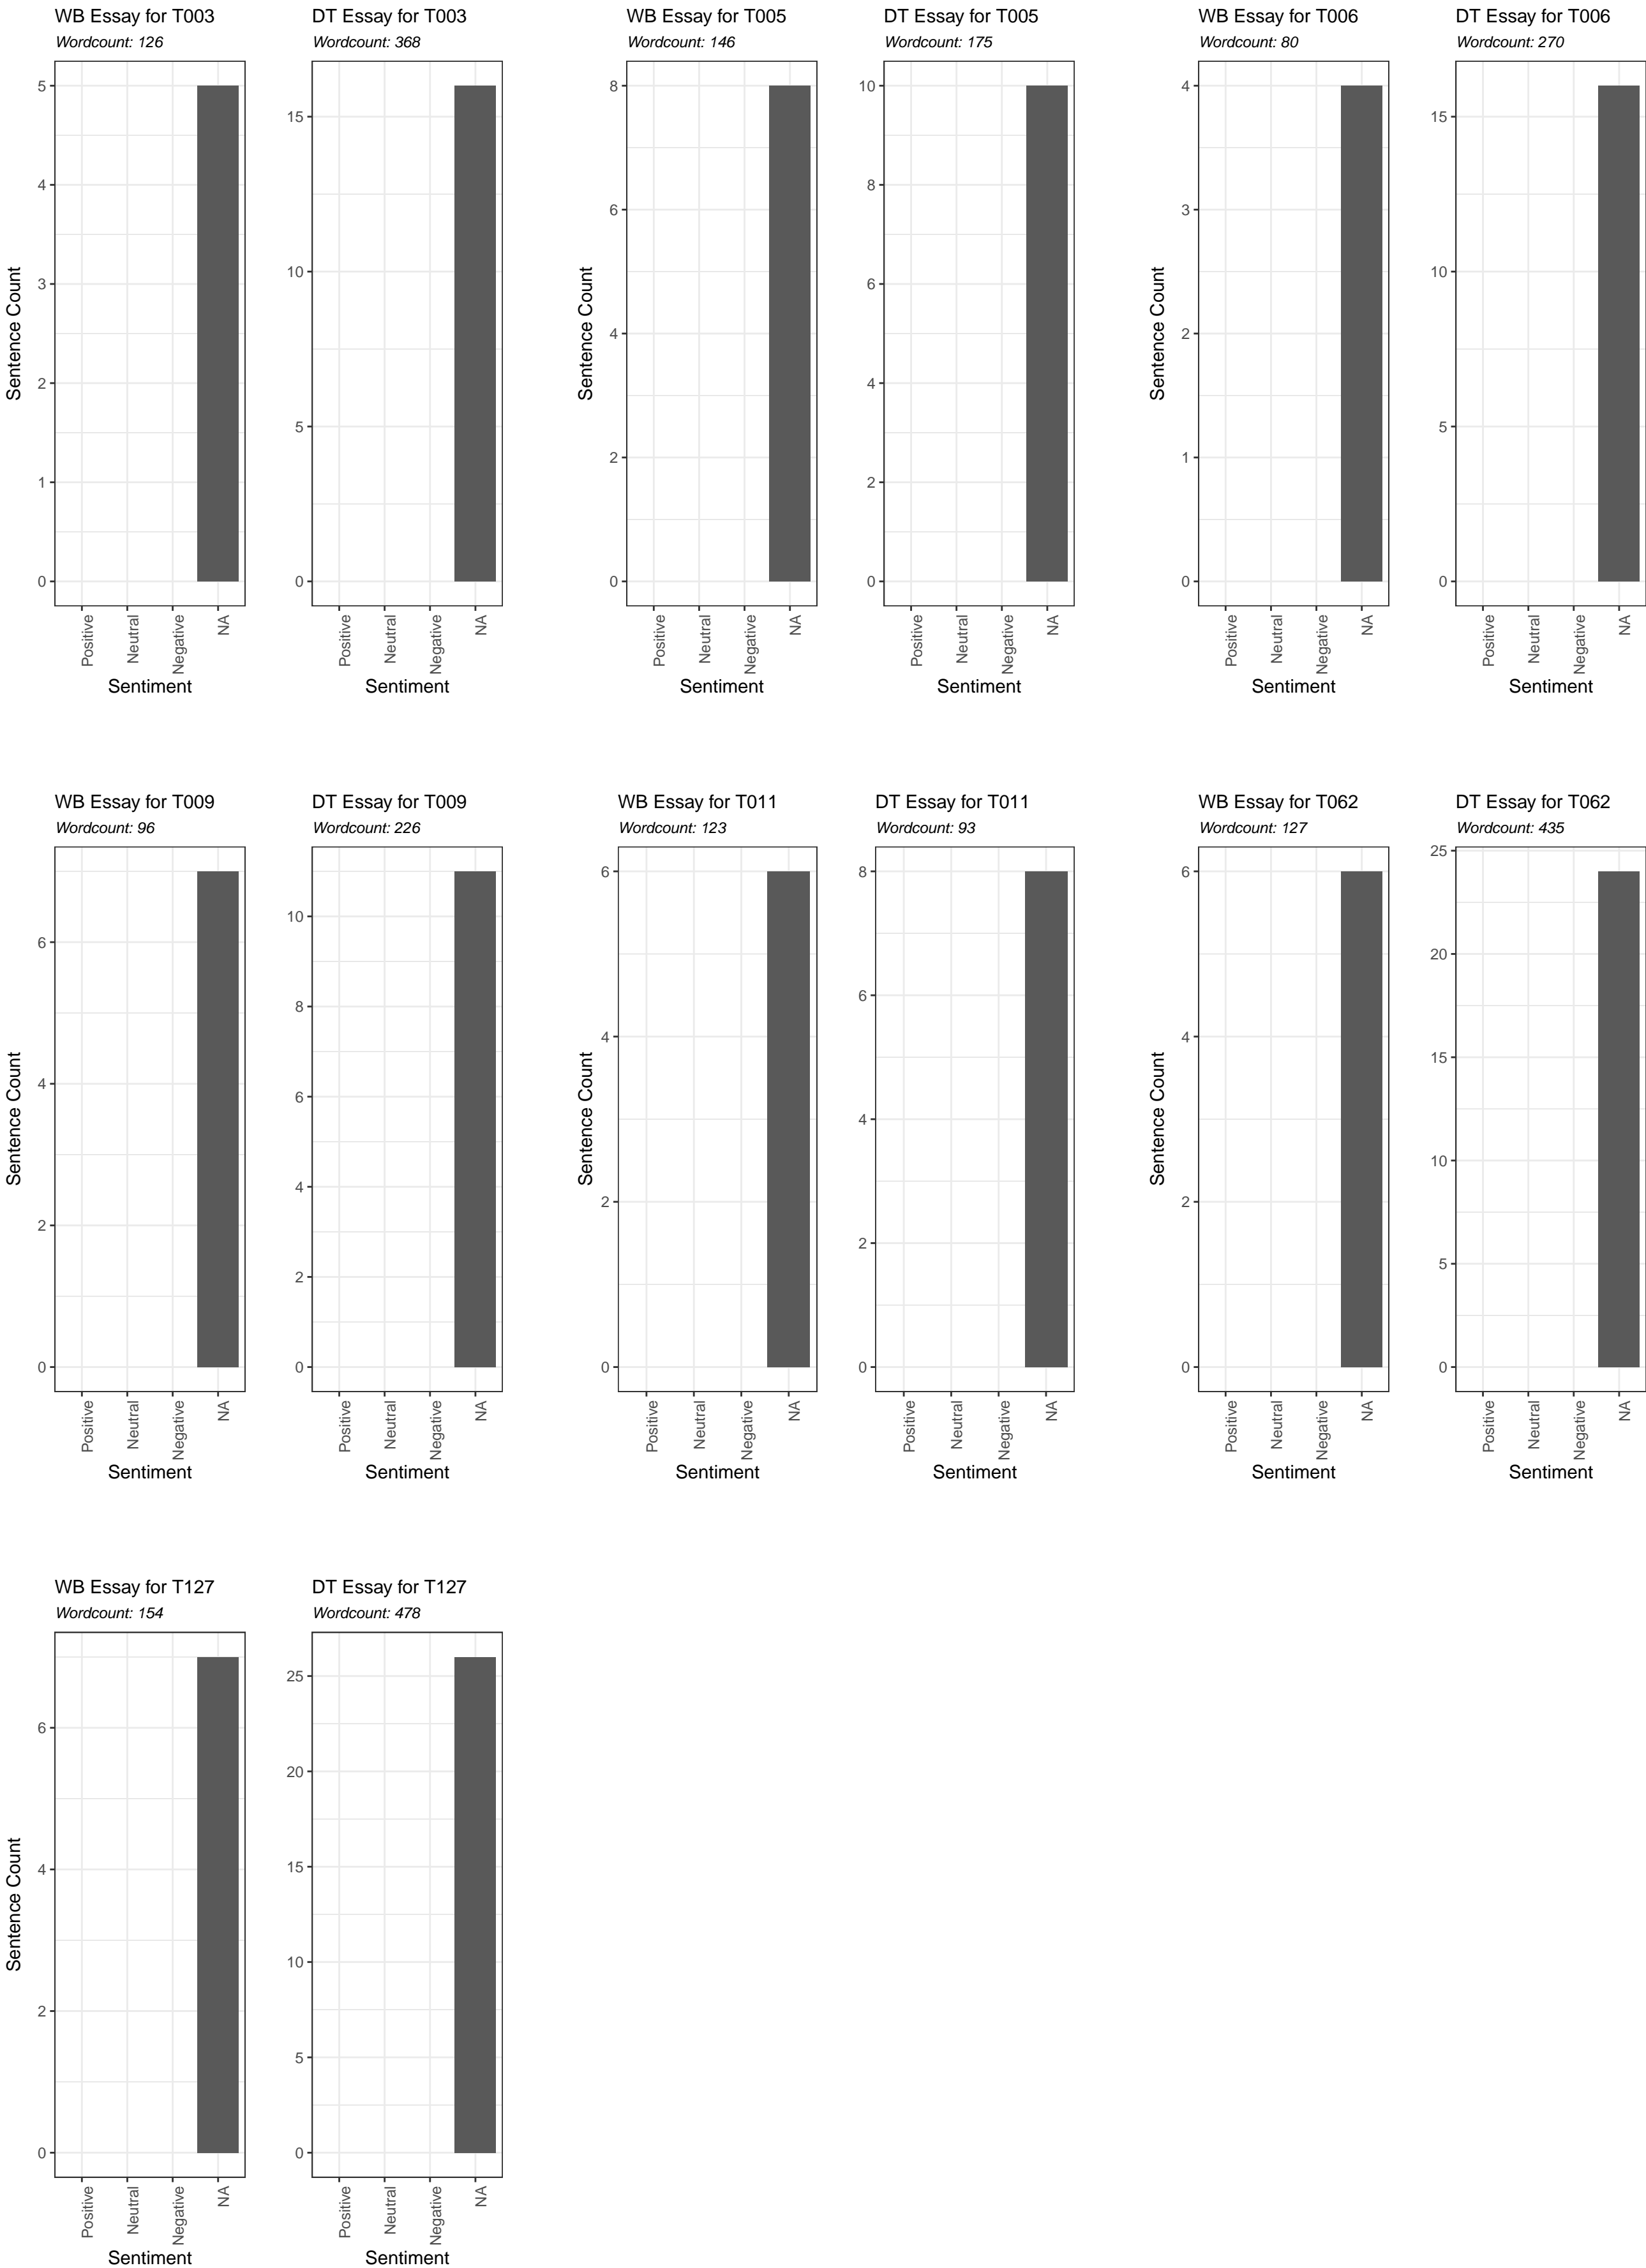 WB Essay for T003
Wordcount: 126
Sentence Count
5
4
3
2
1
0
Positive
Neutral
Negative
NA
Sentiment
DT Essay for T003
Wordcount: 368
15
10
5
0
Positive
Neutral
Negative
NA
Sentiment
WB Essay for T005
Wordcount: 146
Sentence Count
8
6
4
2
0
Positive
Neutral
Negative
NA
Sentiment
DT Essay for T005
Wordcount: 175
10
8
6
4
2
0
Positive
Neutral
Negative
NA
Sentiment
WB Essay for T006
Wordcount: 80
Sentence Count
4
3
2
1
0
Positive
Neutral
Negative
NA
Sentiment
DT Essay for T006
Wordcount: 270
15
10
5
0
Positive
Neutral
Negative
NA
Sentiment
WB Essay for T009
Wordcount: 96
Sentence Count
6
4
2
0
Positive
Neutral
Negative
NA
Sentiment
DT Essay for T009
Wordcount: 226
10
8
6
4
2
0
Positive
Neutral
Negative
NA
Sentiment
WB Essay for T011
Wordcount: 123
Sentence Count
6
4
2
0
Positive
Neutral
Negative
NA
Sentiment
DT Essay for T011
Wordcount: 93
8
6
4
2
0
Positive
Neutral
Negative
NA
Sentiment
WB Essay for T062
Wordcount: 127
Sentence Count
6
4
2
0
Positive
Neutral
Negative
NA
Sentiment
DT Essay for T062
Wordcount: 435
25
20
15
10
5
0
Positive
Neutral
Negative
NA
Sentiment
WB Essay for T127
Wordcount: 154
Sentence Count
6
4
2
0
Positive
Neutral
Negative
NA
Sentiment
DT Essay for T127
Wordcount: 478
25
20
15
10
5
0
Positive
Neutral
Negative
NA
Sentiment